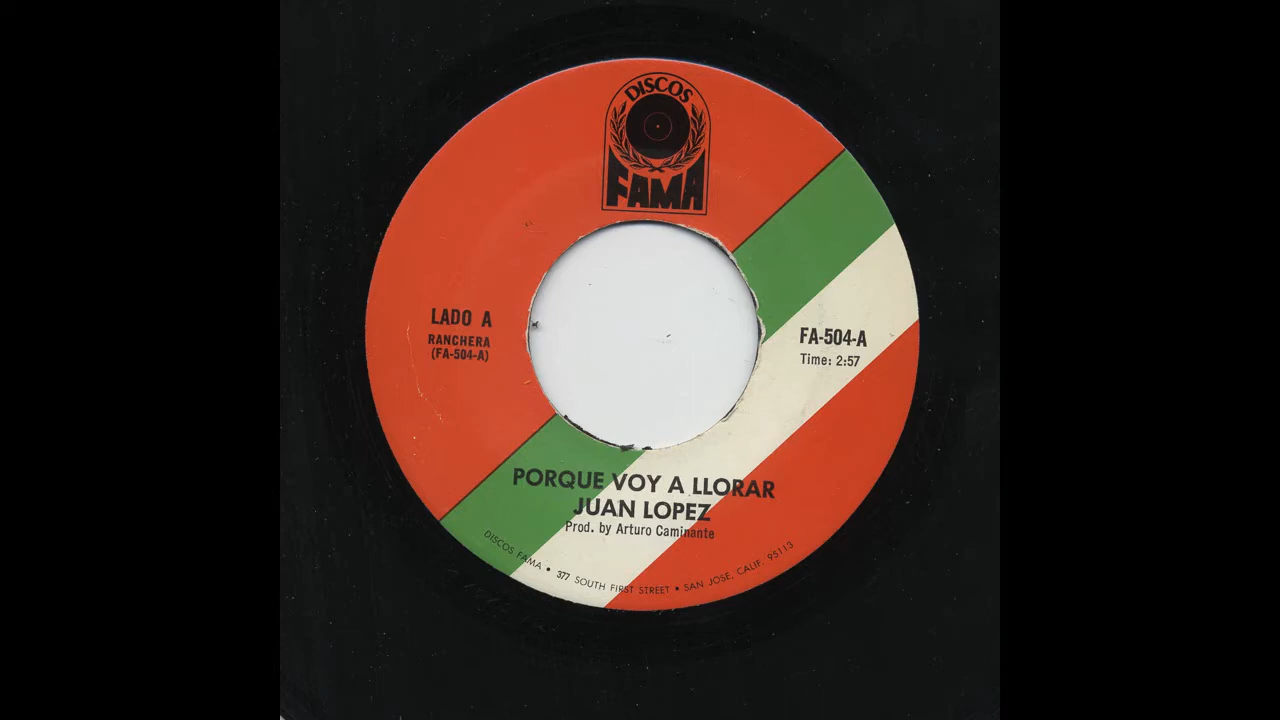 DISCOS
FAMA
LADO A
RANCHERA
(FA-504-A)
FA-504-A
Time: 2:57
PORQUE VOY A LLORAR
JUAN LOPEZ
Prod. by Arturo Caminante
DISCOS FAMA • 377 SOUTH FIRST STREET • SAN JOSE, CALIF. 95113